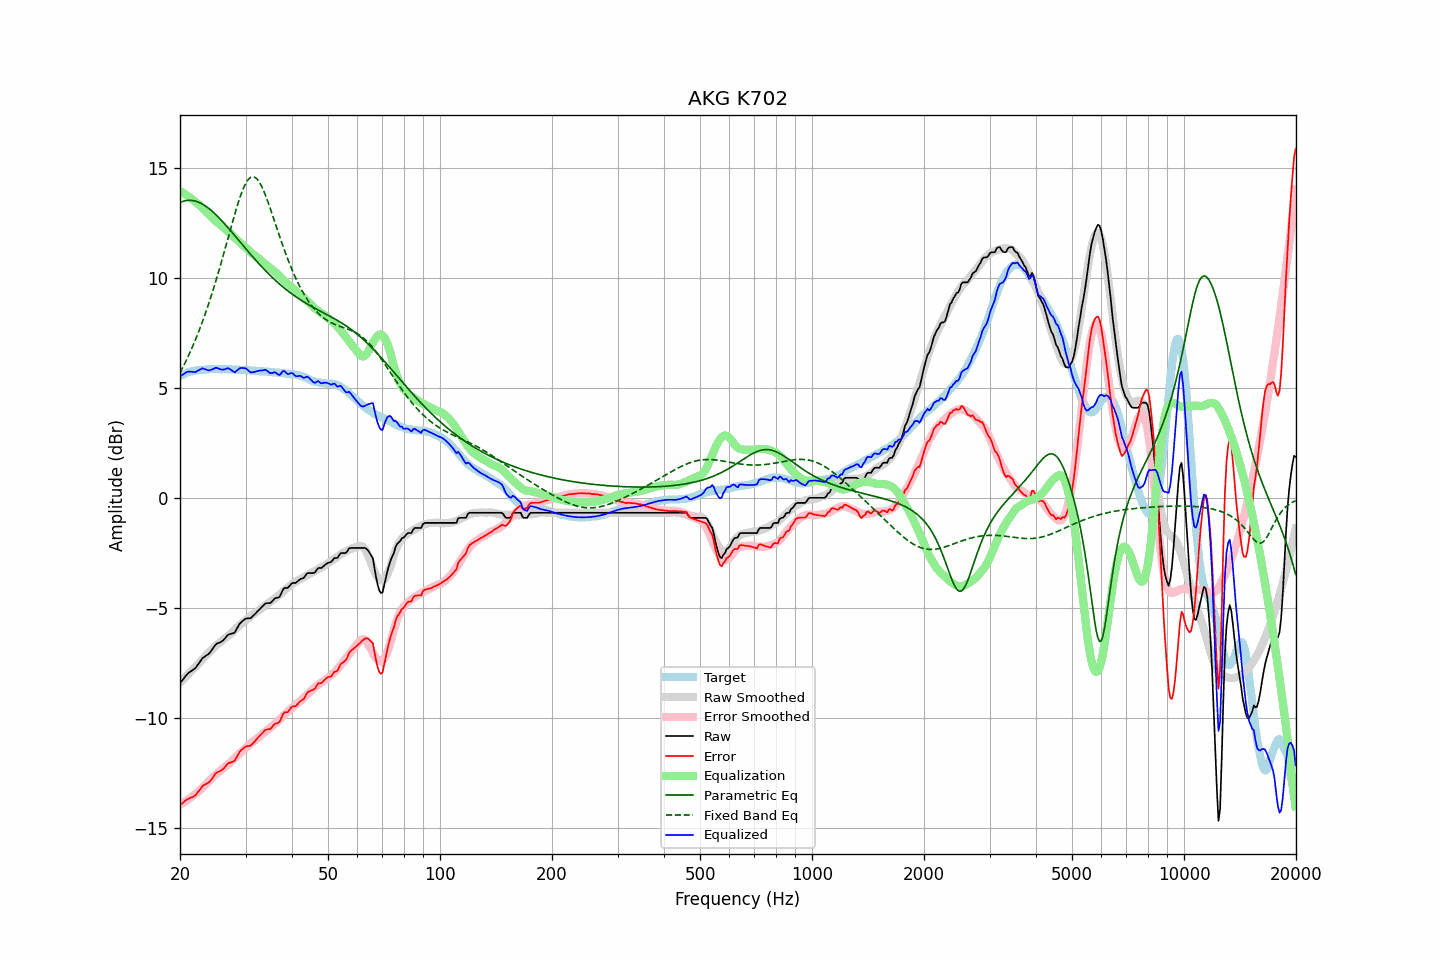 AKG K702
Amplitude (dBr)
15
10
5
0
−5
−10
−15
Target
Raw Smoothed
Error Smoothed
Raw
Error
Equalization
Parametric Eq
Fixed Band Eq
Equalized
20 50 100 200 500 1000 2000 5000 10000 20000
Frequency (Hz)